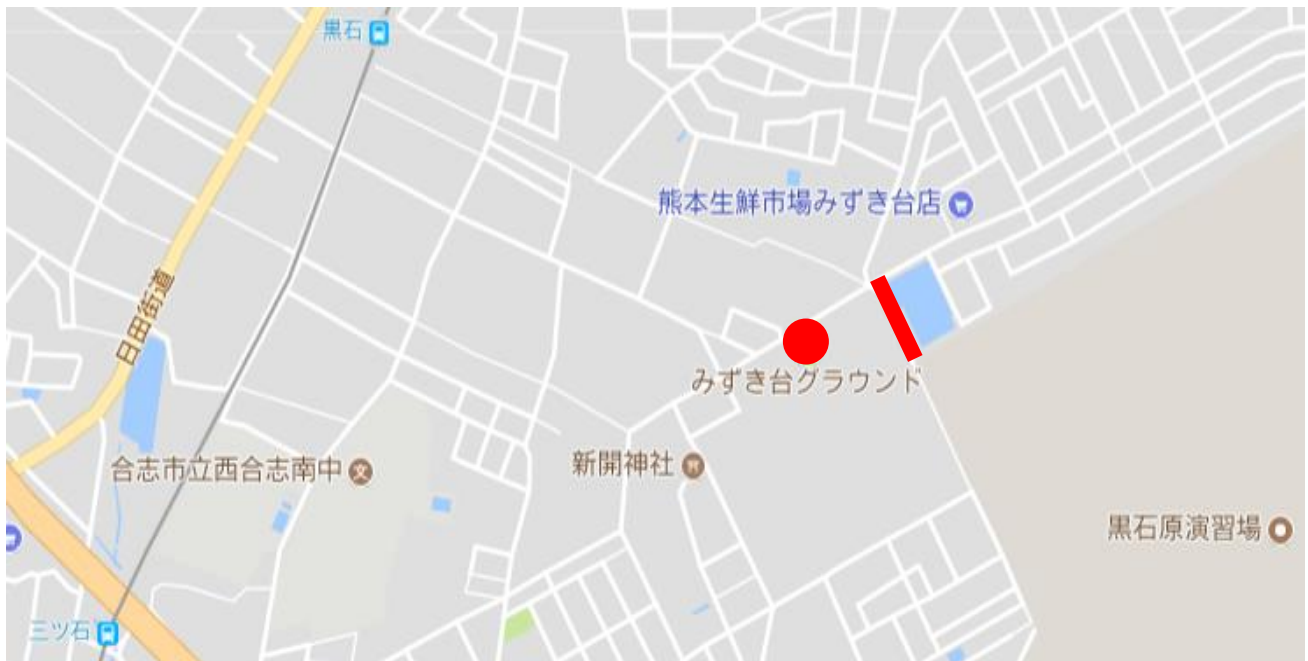 黒石
熊本生鮮市場みずき台店
日田街道
みずき台グラウンド
合志市立西合志南中
新開神社
黒石原演習場
三ツ石